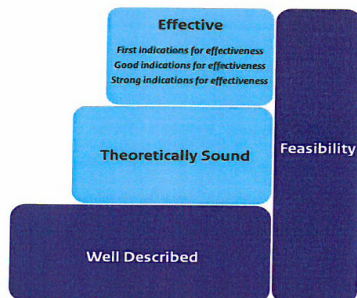 Effective
First indications for effectiveness
Good indications for effectiveness
Strong indications for effectiveness
Theoretically Sound
Feasibility
Well Described